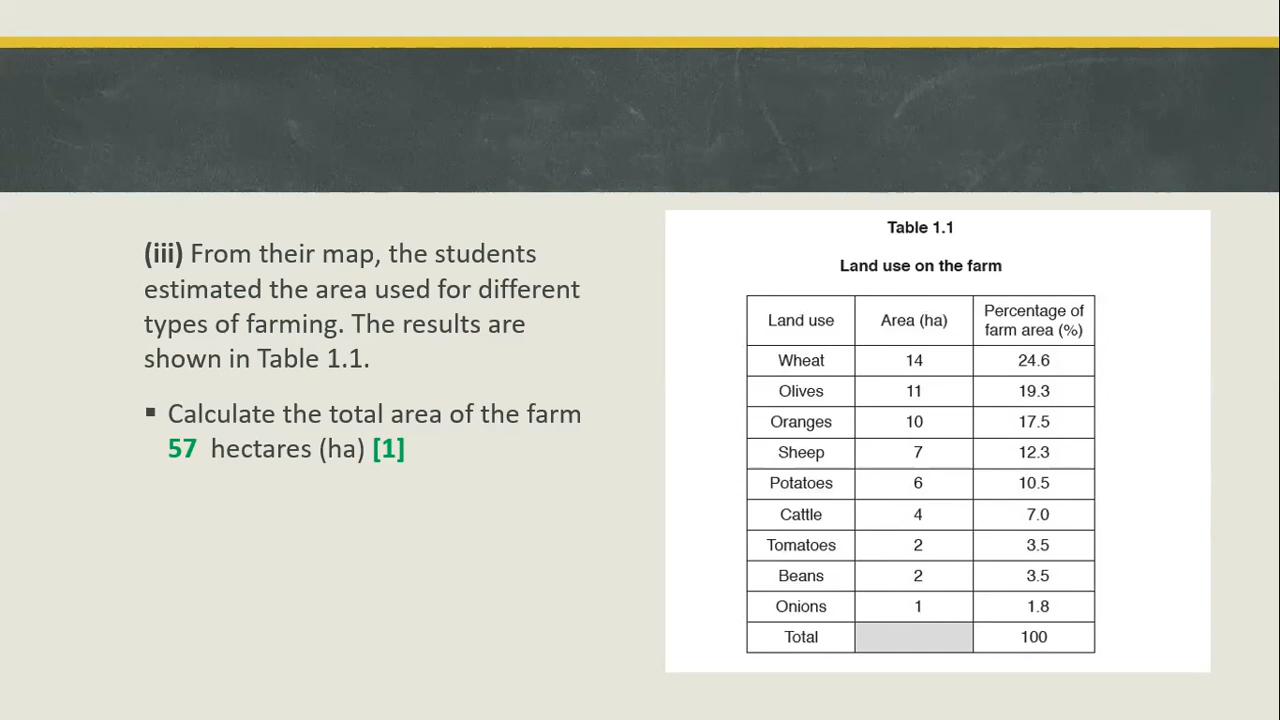 (iii) From their map, the students
estimated the area used for different
types of farming. The results are
shown in Table 1.1.
▪ Calculate the total area of the farm
57 hectares (ha) [1]
Table 1.1
Land use on the farm
Land use Area (ha) Percentage of farm area (%)
Wheat 14 24.6
Olives 11 19.3
Oranges 10 17.5
Sheep 7 12.3
Potatoes 6 10.5
Cattle 4 7.0
Tomatoes 2 3.5
Beans 2 3.5
Onions 1 1.8
Total 100